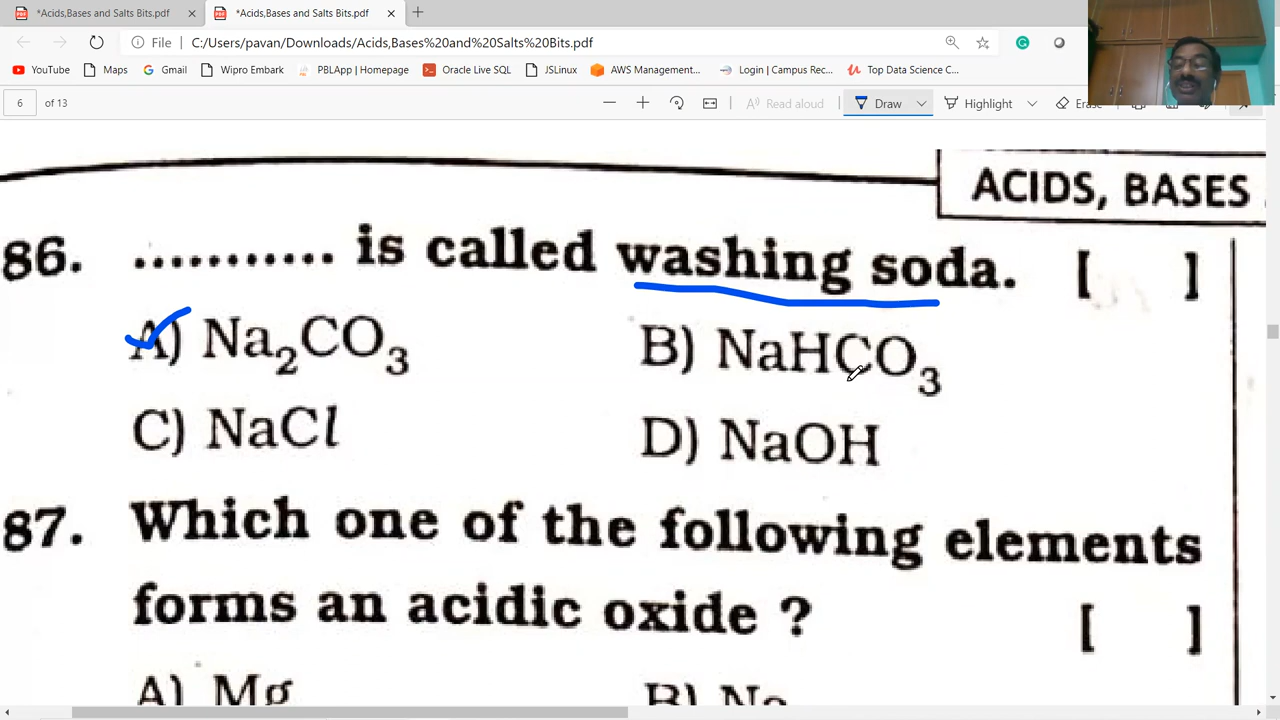 *Acids,Bases and Salts Bits.pdf
*Acids,Bases and Salts Bits.pdf
File C:/Users/pavan/Downloads/Acids,Bases%20and%20Salts%20Bits.pdf
YouTube Maps Gmail Wipro Embark PBLApp | Homepage Oracle Live SQL JSLinux AWS Management... Login | Campus Rec... Top Data Science C...
6 of 13 Read aloud Draw Highlight Erase
ACIDS, BASES
86. ........... is called washing soda. [ ]
A) Na₂CO₃ B) NaHCO₃
C) NaCl D) NaOH
87. Which one of the following elements
forms an acidic oxide ? [ ]
A) Mg B)